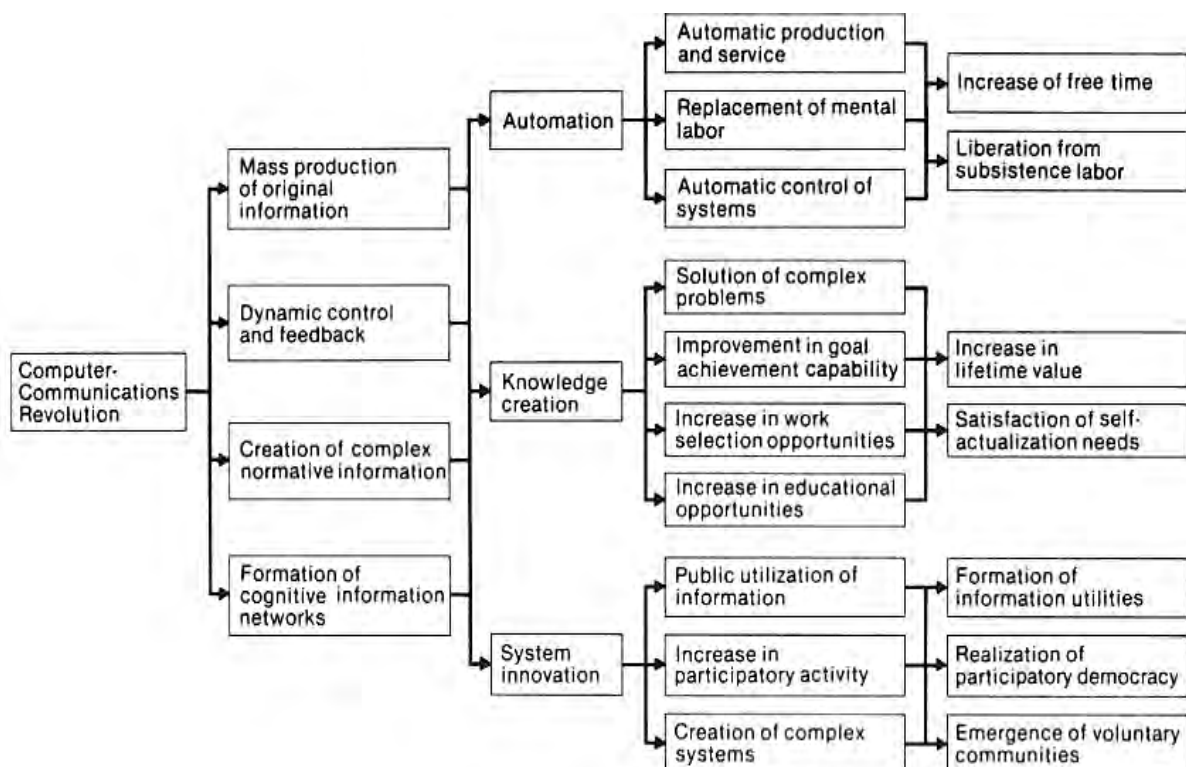 Computer-
Communications
Revolution
Mass production
of original
information
Dynamic control
and feedback
Creation of complex
normative information
Formation of
cognitive information
networks
Automation
Knowledge
creation
System
innovation
Automatic production
and service
Replacement of mental
labor
Automatic control of
systems
Solution of complex
problems
Improvement in goal
achievement capability
Increase in work
selection opportunities
Increase in educational
opportunities
Public utilization of
information
Increase in
participatory activity
Creation of complex
systems
Increase of free time
Liberation from
subsistence labor
Increase in
lifetime value
Satisfaction of self-
actualization needs
Formation of
information utilities
Realization of
participatory democracy
Emergence of voluntary
communities